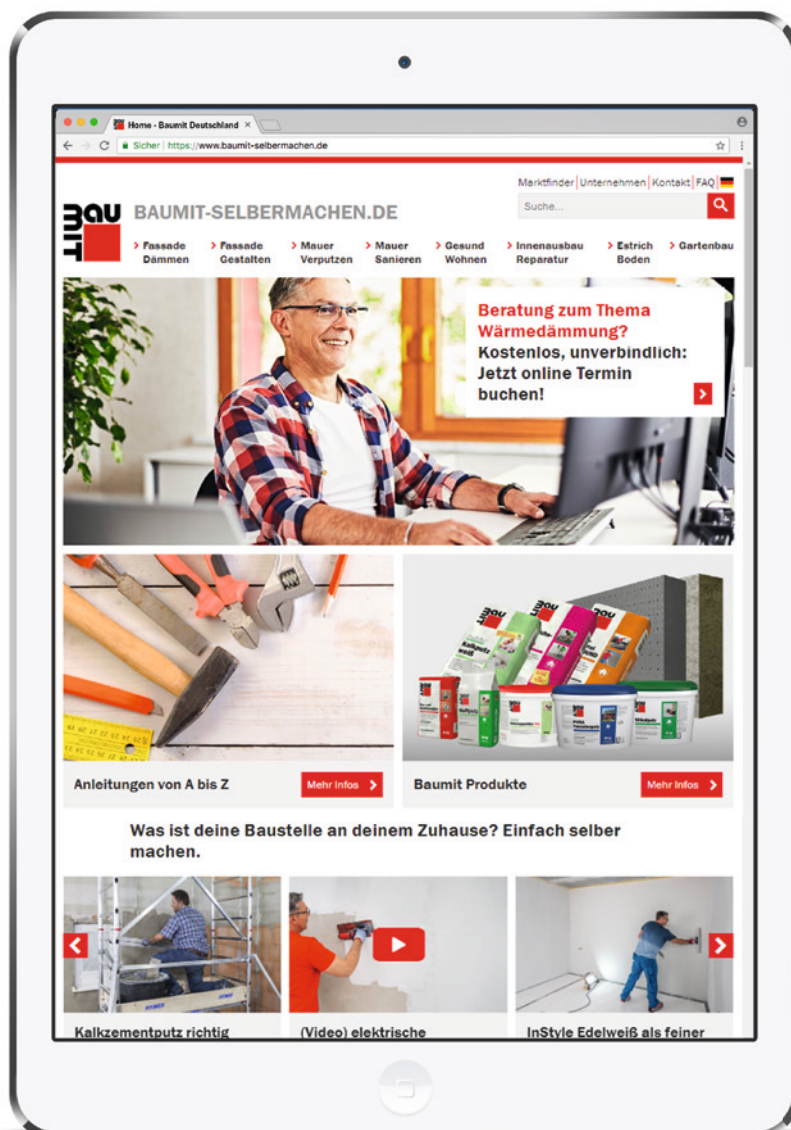 Home - Baumit Deutschland
Sicher | https://www.baumit-selbermachen.de
Marktfinder | Unternehmen | Kontakt | FAQ
Suche...
BAUMIT
BAUMIT-SELBERMACHEN.DE
Fassade Dämmen
Fassade Gestalten
Mauer Verputzen
Mauer Sanieren
Gesund Wohnen
Innenausbau Reparatur
Estrich Boden
Gartenbau
Beratung zum Thema
Wärmedämmung?
Kostenlos, unverbindlich:
Jetzt online Termin
buchen!
Kalkputz
weiß
Anleitungen von A bis Z
Mehr Infos
Baumit Produkte
Mehr Infos
Was ist deine Baustelle an deinem Zuhause? Einfach selber
machen.
Kalkzementputz richtig
(Video) elektrische
InStyle Edelweiß als feiner